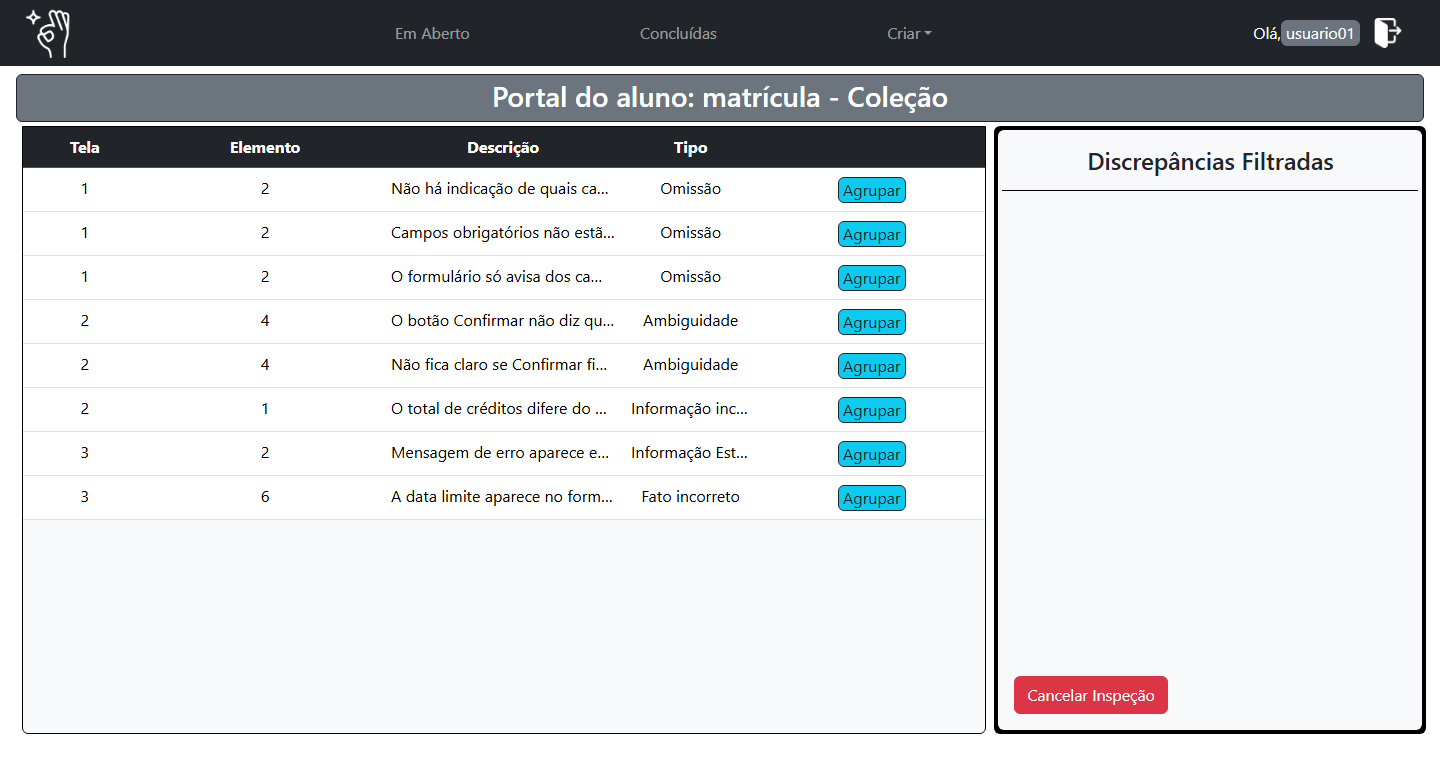 Em Aberto Concluídas Criar Olá, usuario01
Portal do aluno: matrícula - Coleção
Tela Elemento Descrição Tipo
1 2 Não há indicação de quais ca... Omissão Agrupar
1 2 Campos obrigatórios não estã... Omissão Agrupar
1 2 O formulário só avisa dos ca... Omissão Agrupar
2 4 O botão Confirmar não diz qu... Ambiguidade Agrupar
2 4 Não fica claro se Confirmar fi... Ambiguidade Agrupar
2 1 O total de créditos difere do ... Informação inc... Agrupar
3 2 Mensagem de erro aparece e... Informação Est... Agrupar
3 6 A data limite aparece no form... Fato incorreto Agrupar
Discrepâncias Filtradas
Cancelar Inspeção